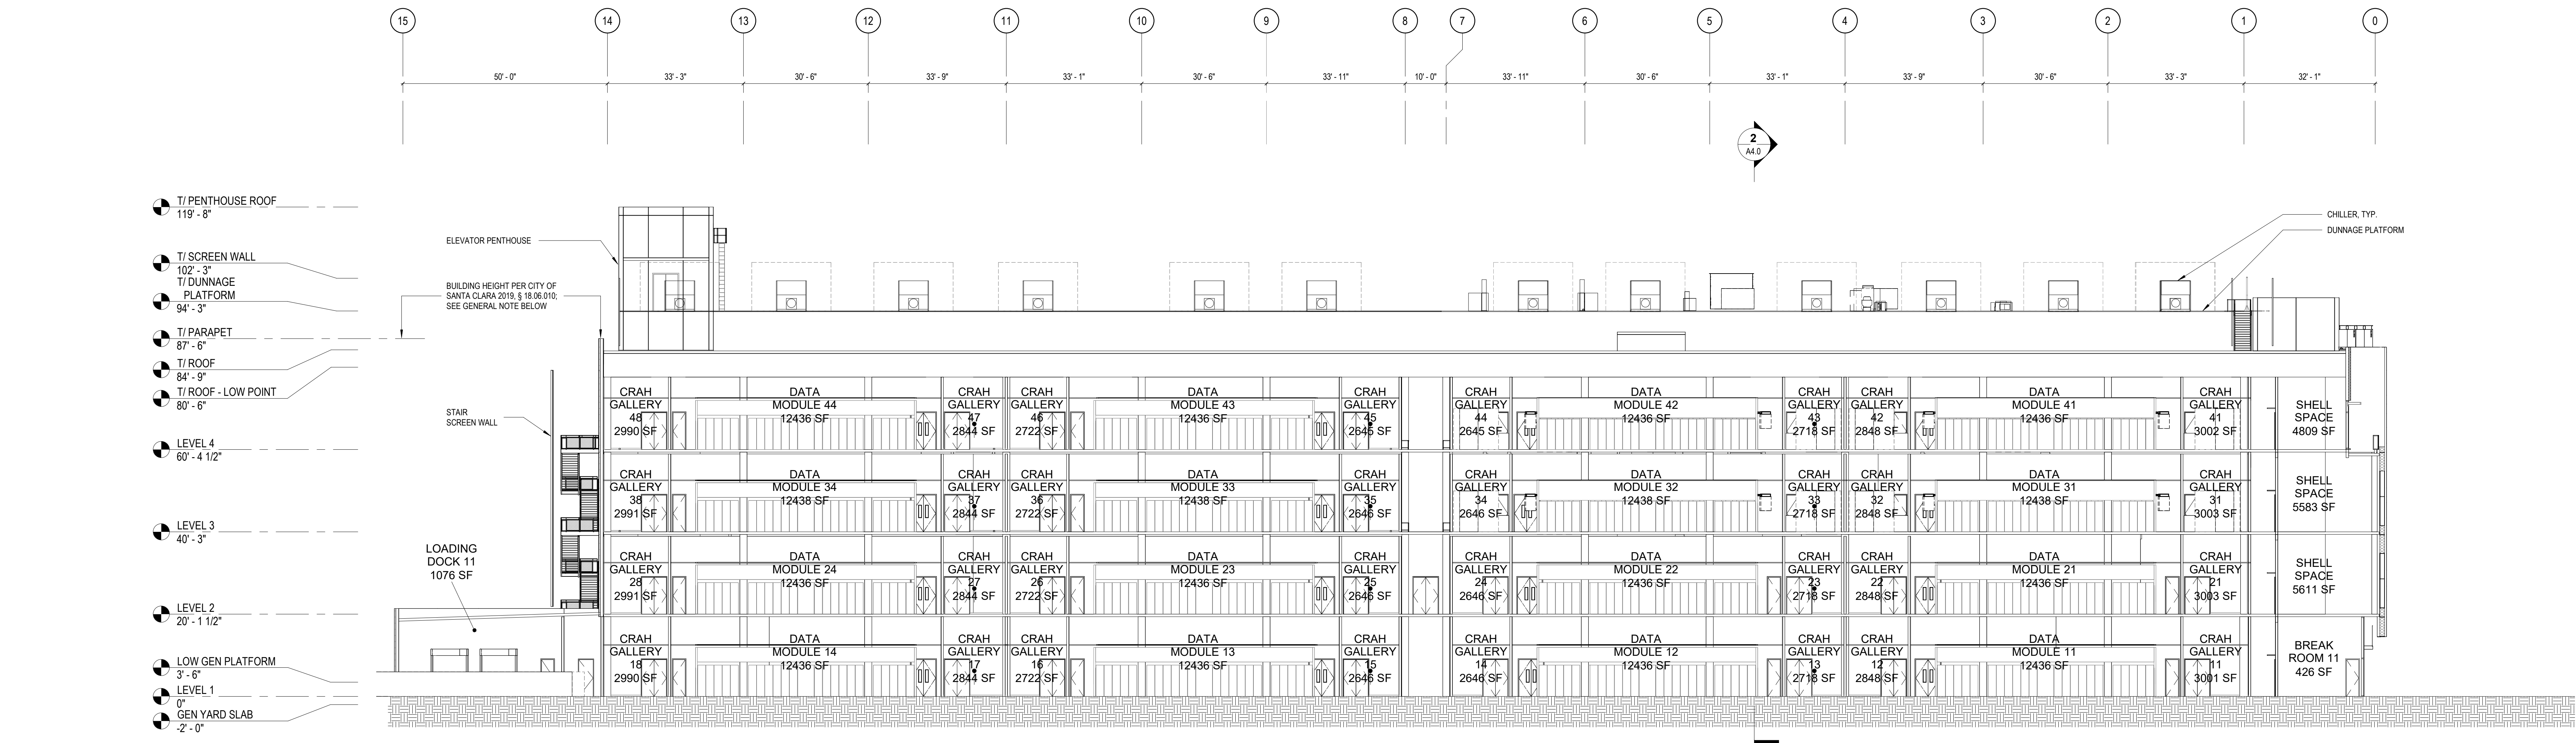 15 14 13 12 11 10 9 8 7 6 5 4 3 2 1 0
50' - 0" 33' - 3" 30' - 6" 33' - 9" 33' - 1" 30' - 6" 33' - 11" 10' - 0" 33' - 11" 30' - 6" 33' - 1" 33' - 9" 30' - 6" 33' - 3" 32' - 1"
2
A4.0
T/ PENTHOUSE ROOF
119' - 8"
T/ SCREEN WALL
102' - 3"
T/ DUNNAGE
PLATFORM
94' - 3"
T/ PARAPET
87' - 6"
T/ ROOF
84' - 9"
T/ ROOF - LOW POINT
80' - 6"
LEVEL 4
60' - 4 1/2"
LEVEL 3
40' - 3"
LEVEL 2
20' - 1 1/2"
LOW GEN PLATFORM
3' - 6"
LEVEL 1
0"
GEN YARD SLAB
-2' - 0"
ELEVATOR PENTHOUSE
BUILDING HEIGHT PER CITY OF
SANTA CLARA 2019, § 18.06.010;
SEE GENERAL NOTE BELOW
STAIR
SCREEN WALL
LOADING
DOCK 11
1076 SF
CHILLER, TYP.
DUNNAGE PLATFORM
CRAH
GALLERY
48
2990 SF
DATA
MODULE 44
12436 SF
CRAH
GALLERY
47
2844 SF
CRAH
GALLERY
46
2722 SF
DATA
MODULE 43
12436 SF
CRAH
GALLERY
45
2645 SF
CRAH
GALLERY
44
2645 SF
DATA
MODULE 42
12436 SF
CRAH
GALLERY
43
2718 SF
CRAH
GALLERY
42
2848 SF
DATA
MODULE 41
12436 SF
CRAH
GALLERY
41
3002 SF
SHELL
SPACE
4809 SF
CRAH
GALLERY
38
2991 SF
DATA
MODULE 34
12438 SF
CRAH
GALLERY
37
2844 SF
CRAH
GALLERY
36
2722 SF
DATA
MODULE 33
12438 SF
CRAH
GALLERY
35
2646 SF
CRAH
GALLERY
34
2646 SF
DATA
MODULE 32
12438 SF
CRAH
GALLERY
33
2718 SF
CRAH
GALLERY
32
2848 SF
DATA
MODULE 31
12438 SF
CRAH
GALLERY
31
3003 SF
SHELL
SPACE
5583 SF
CRAH
GALLERY
28
2991 SF
DATA
MODULE 24
12436 SF
CRAH
GALLERY
27
2844 SF
CRAH
GALLERY
26
2722 SF
DATA
MODULE 23
12436 SF
CRAH
GALLERY
25
2646 SF
CRAH
GALLERY
24
2646 SF
DATA
MODULE 22
12436 SF
CRAH
GALLERY
23
2718 SF
CRAH
GALLERY
22
2848 SF
DATA
MODULE 21
12436 SF
CRAH
GALLERY
21
3003 SF
SHELL
SPACE
5611 SF
CRAH
GALLERY
18
2990 SF
DATA
MODULE 14
12436 SF
CRAH
GALLERY
17
2844 SF
CRAH
GALLERY
16
2722 SF
DATA
MODULE 13
12436 SF
CRAH
GALLERY
15
2646 SF
CRAH
GALLERY
14
2646 SF
DATA
MODULE 12
12436 SF
CRAH
GALLERY
13
2718 SF
CRAH
GALLERY
12
2848 SF
DATA
MODULE 11
12436 SF
CRAH
GALLERY
11
3001 SF
BREAK
ROOM 11
426 SF